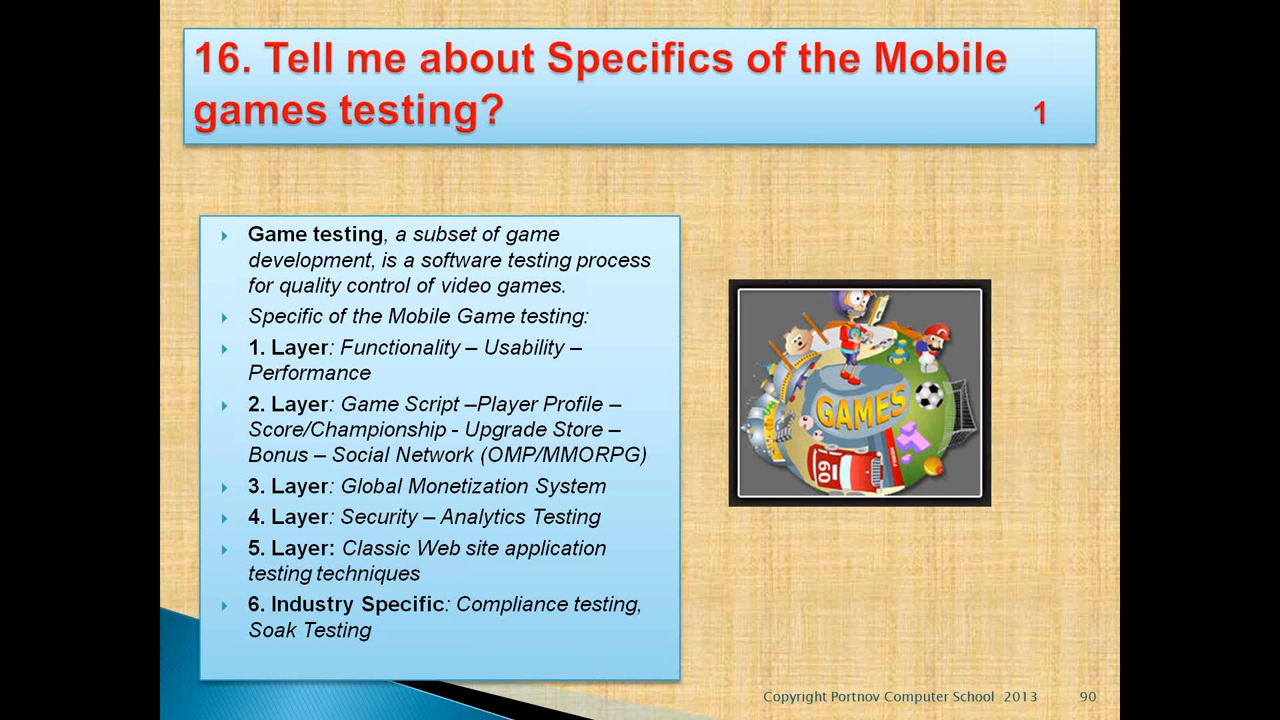 16. Tell me about Specifics of the Mobile
games testing? 1
Game testing, a subset of game
development, is a software testing process
for quality control of video games.
Specific of the Mobile Game testing:
1. Layer: Functionality – Usability –
Performance
2. Layer: Game Script –Player Profile –
Score/Championship - Upgrade Store –
Bonus – Social Network (OMP/MMORPG)
3. Layer: Global Monetization System
4. Layer: Security – Analytics Testing
5. Layer: Classic Web site application
testing techniques
6. Industry Specific: Compliance testing,
Soak Testing
GAMES
09
Copyright Portnov Computer School 2013 90